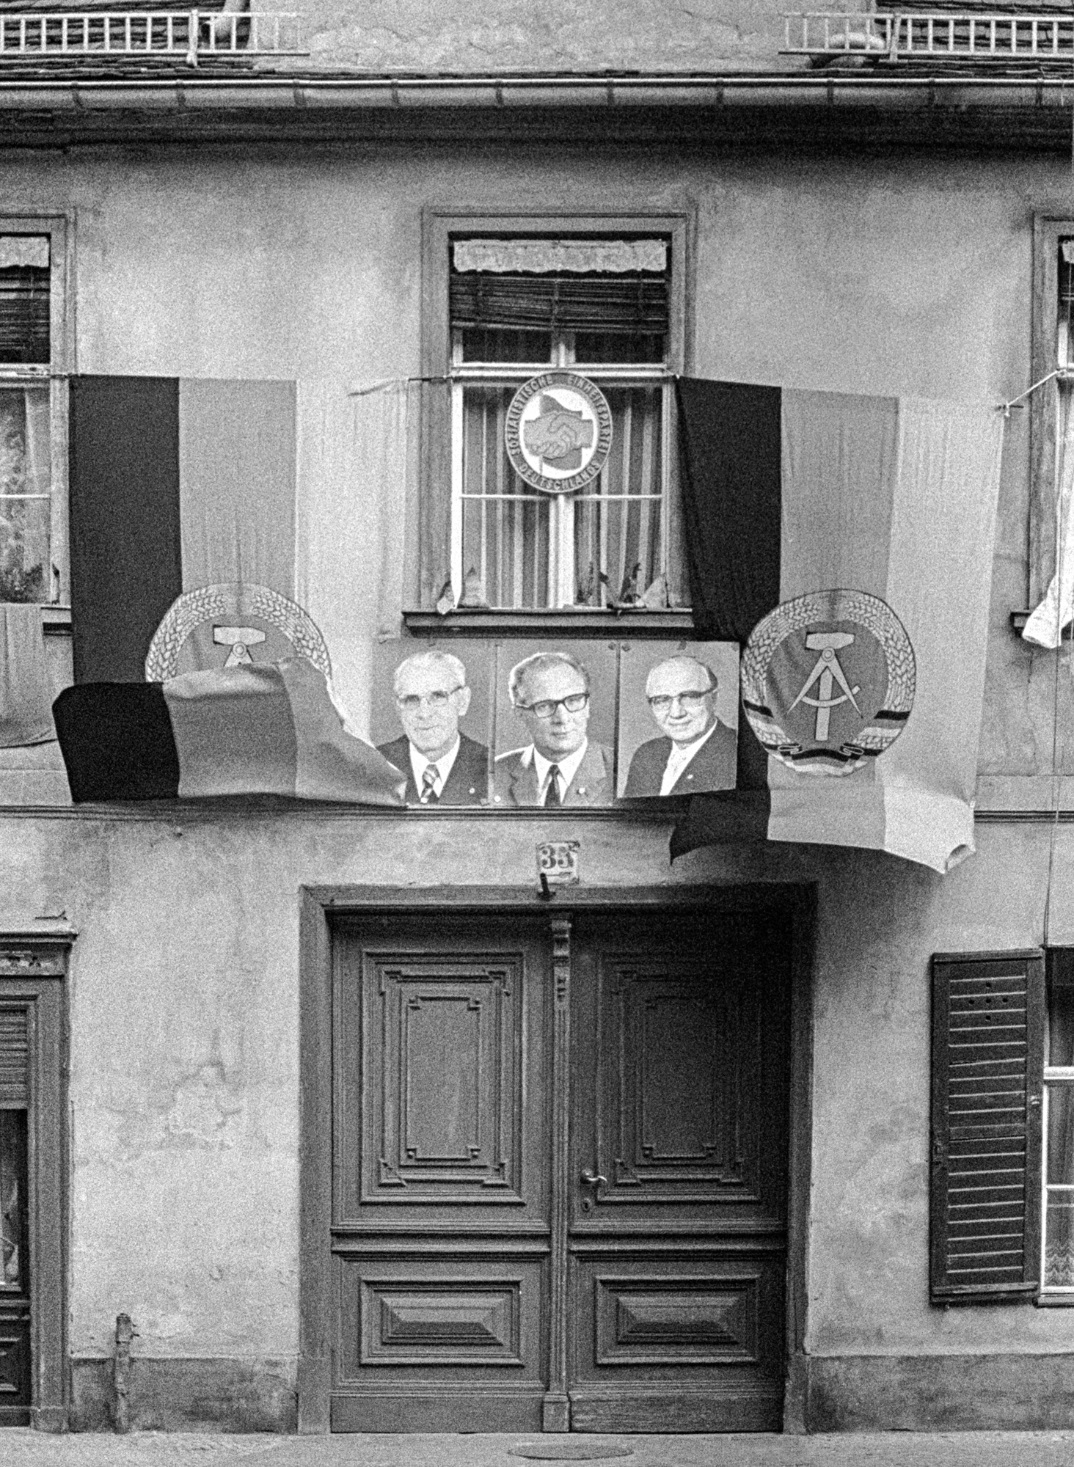 SOZIALISTISCHE EINHEITSPARTEI
DEUTSCHLANDS
35